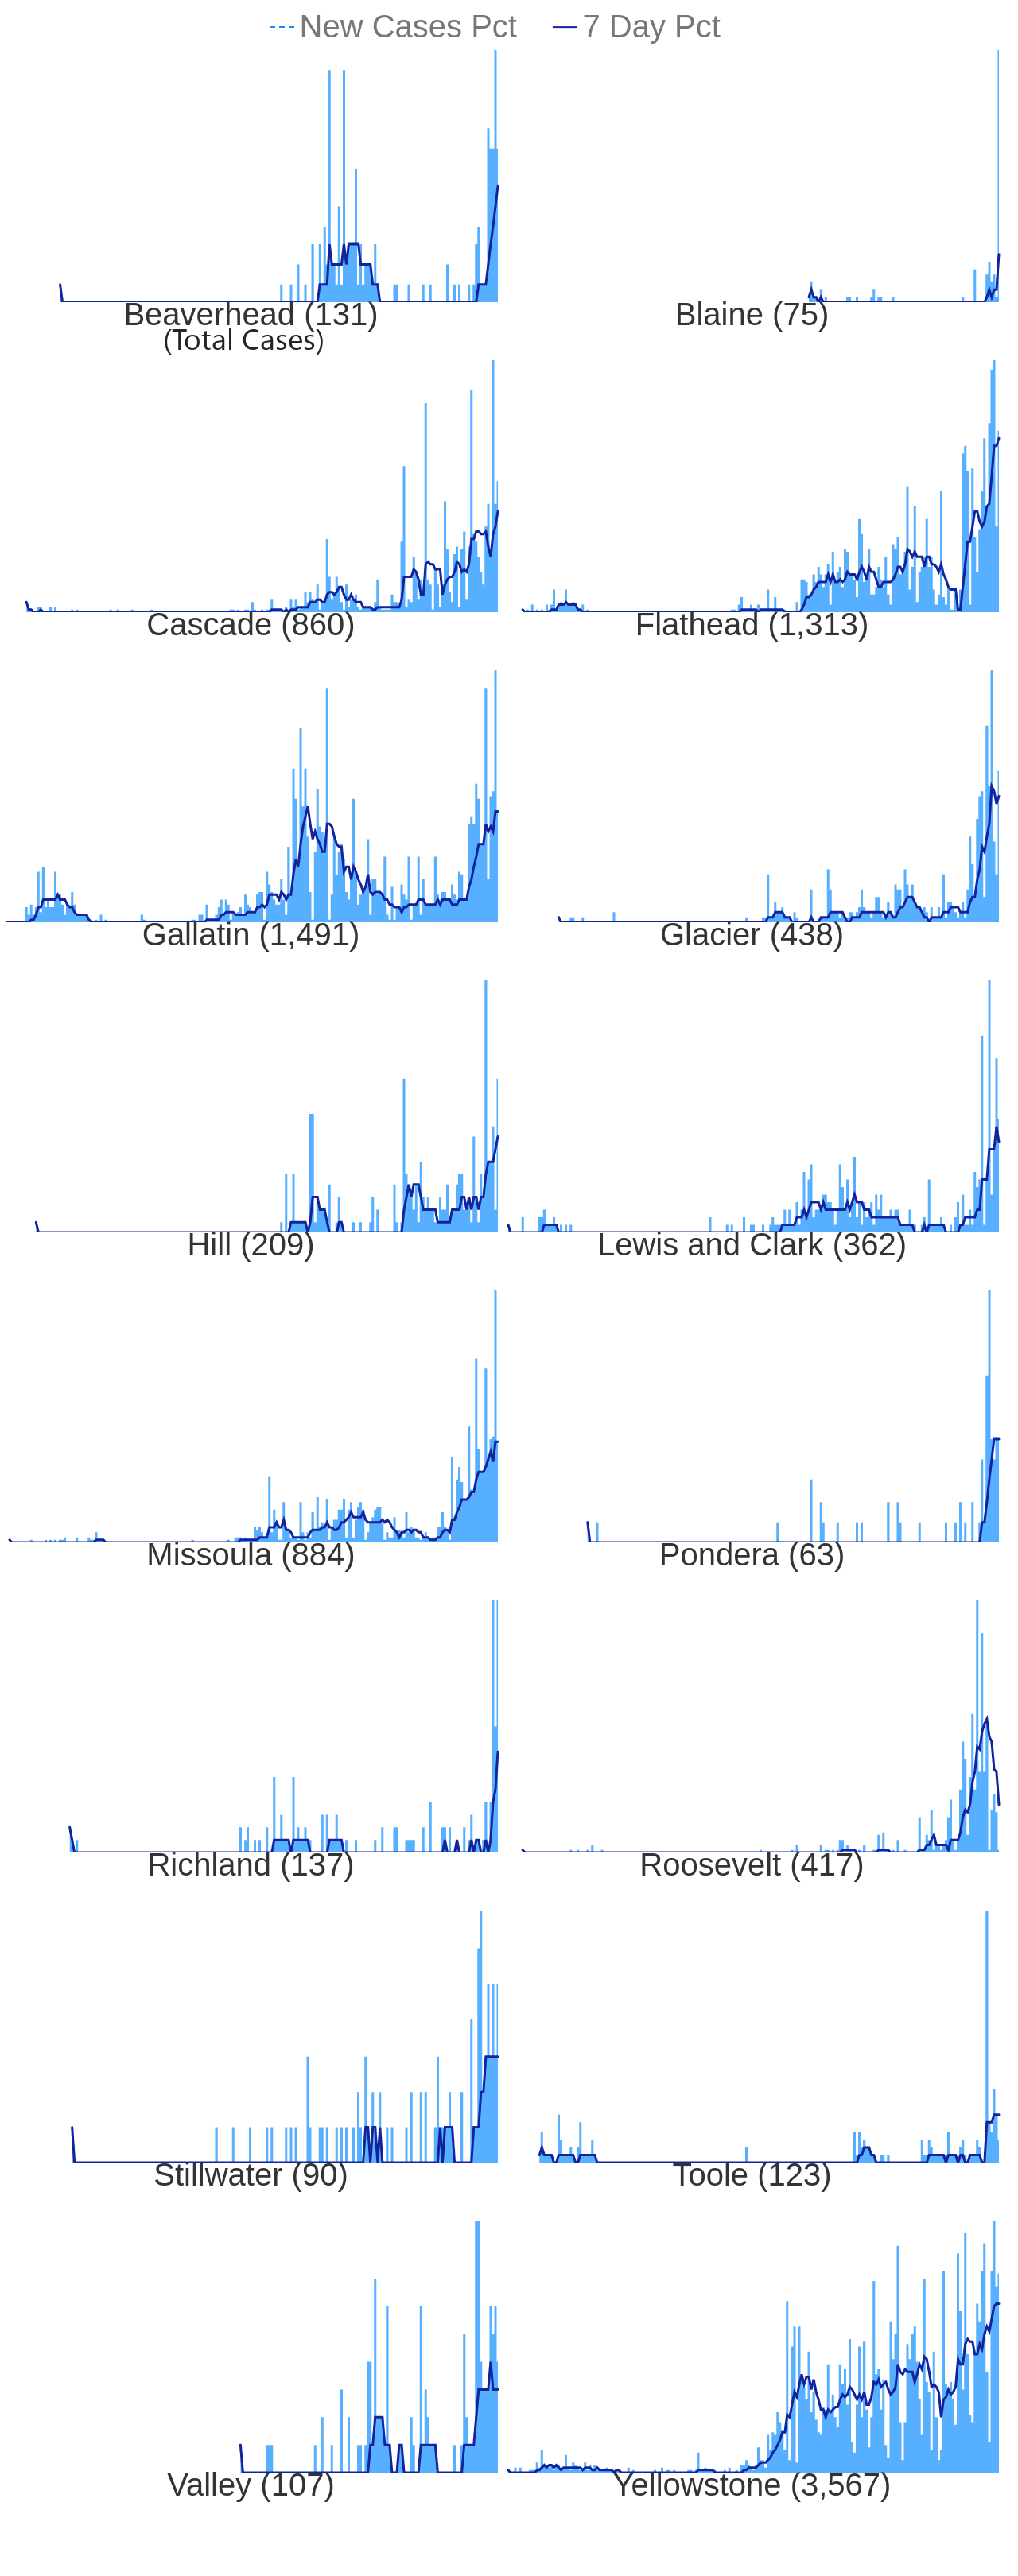 New Cases Pct 7 Day Pct
Beaverhead (131) Blaine (75)
(Total Cases)
Cascade (860) Flathead (1,313)
Gallatin (1,491) Glacier (438)
Hill (209) Lewis and Clark (362)
Missoula (884) Pondera (63)
Richland (137) Roosevelt (417)
Stillwater (90) Toole (123)
Valley (107) Yellowstone (3,567)